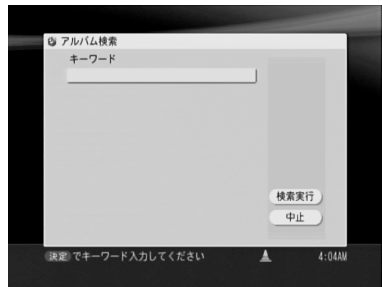 アルバム検索
キーワード
検索実行
中止
決定 でキーワード入力してください
4:04AM